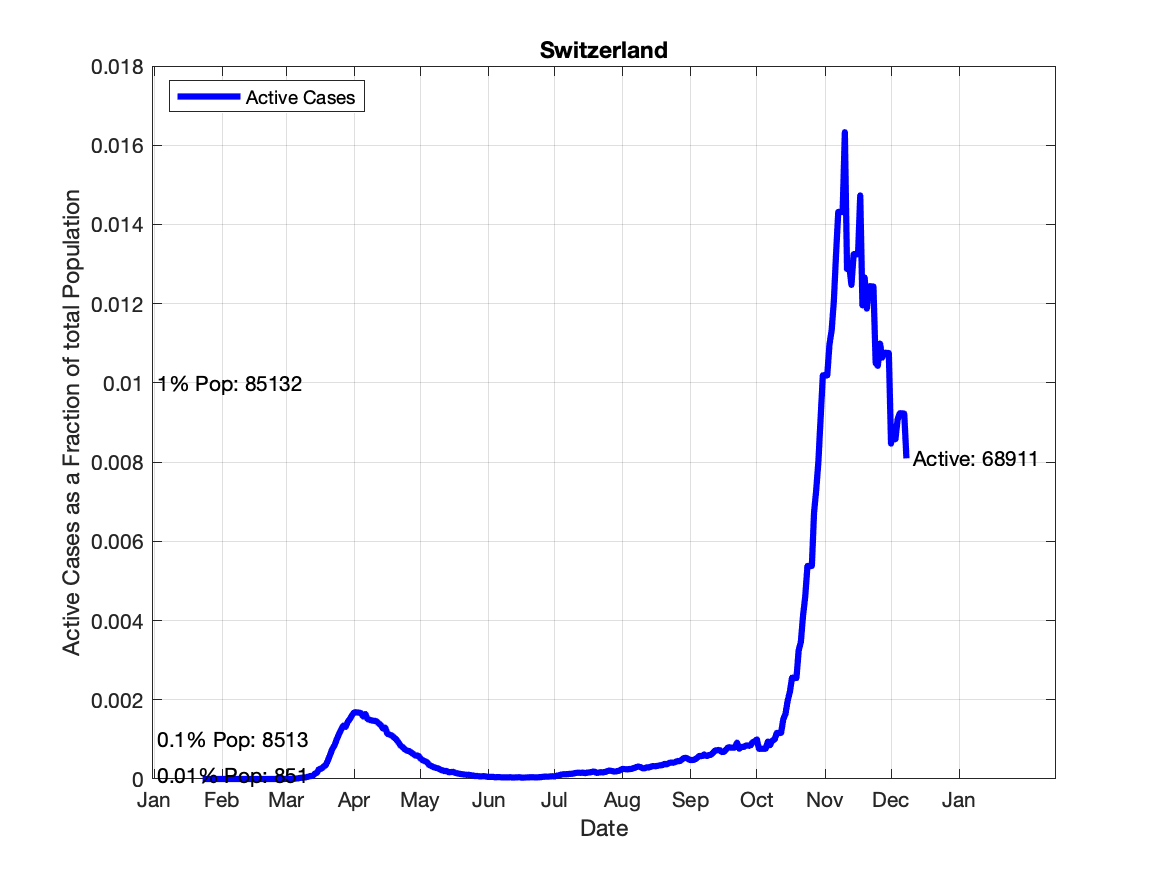 Switzerland
Active Cases
Active Cases as a Fraction of total Population
0.018
0.016
0.014
0.012
0.01
0.008
0.006
0.004
0.002
0
1% Pop: 85132
Active: 68911
0.1% Pop: 8513
0.01% Pop: 851
Jan Feb Mar Apr May Jun Jul Aug Sep Oct Nov Dec Jan
Date